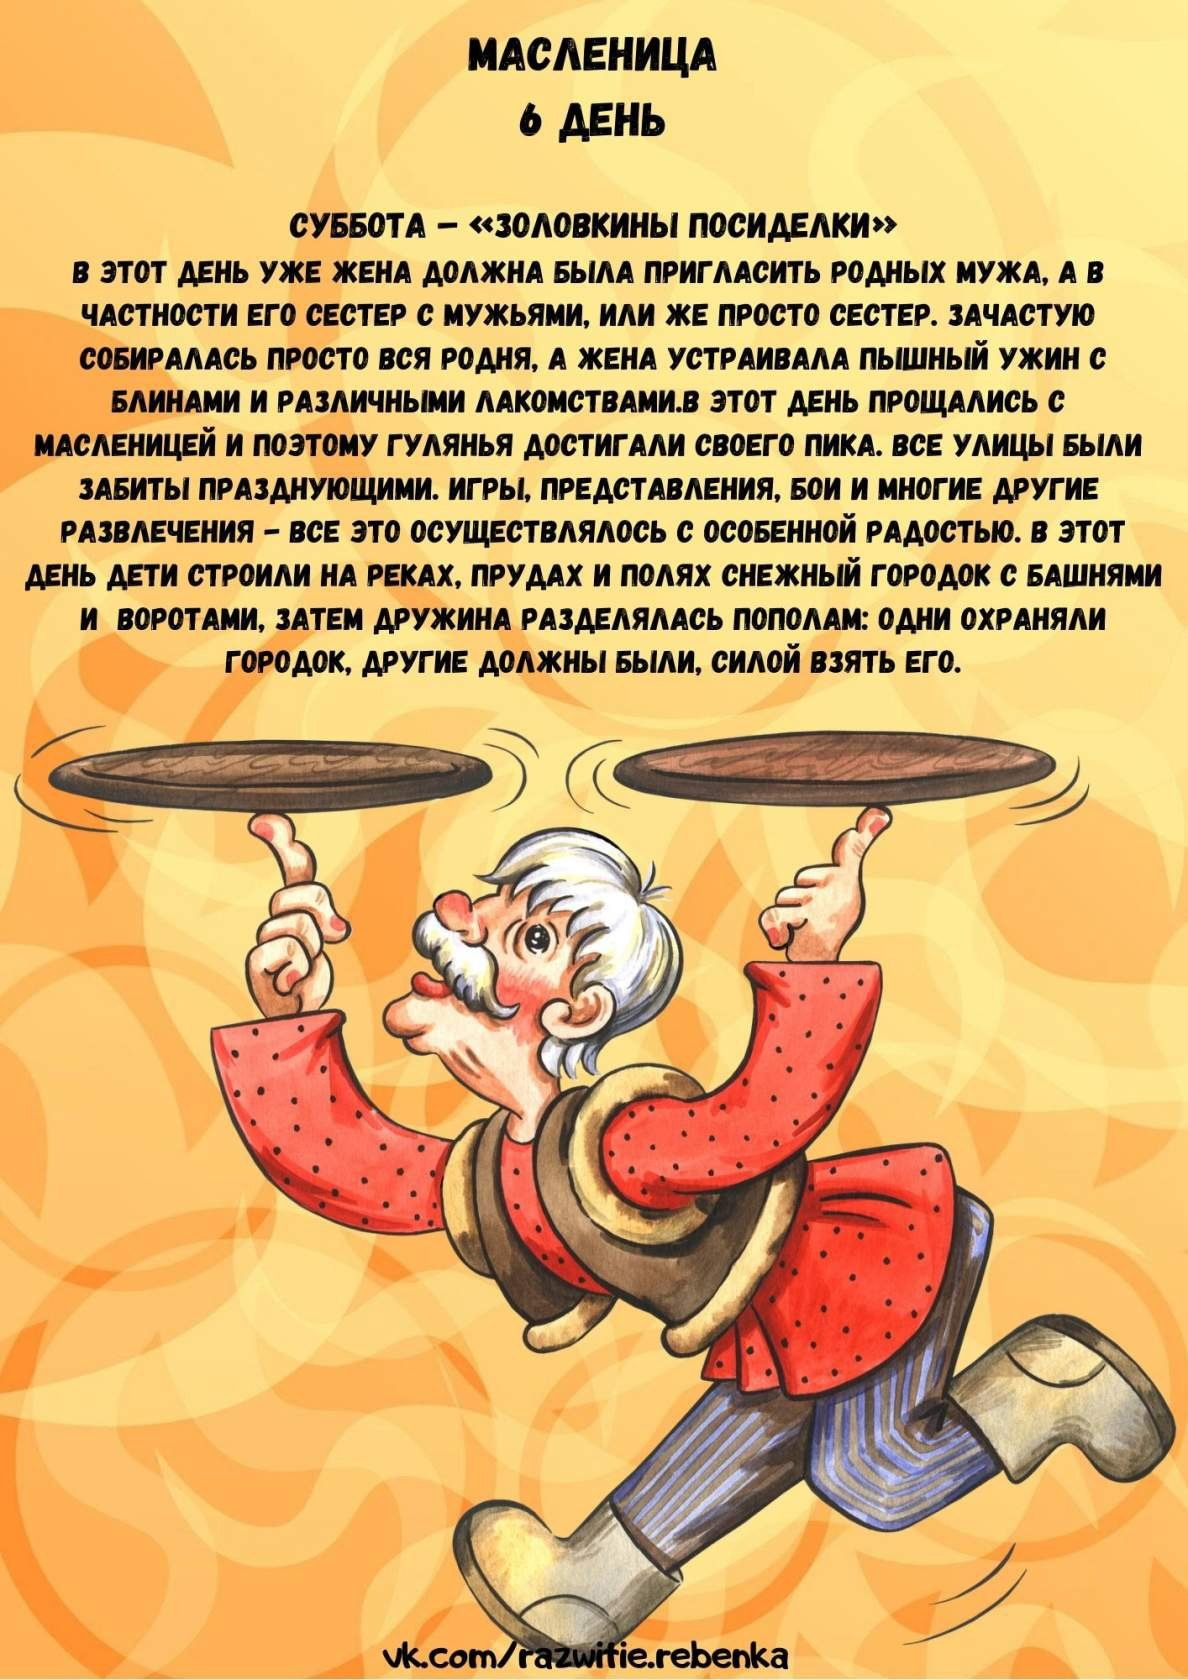 МАСЛЕНИЦА
6 ДЕНЬ
СУББОТА – «ЗОЛОВКИНЫ ПОСИДЕЛКИ»
В ЭТОТ ДЕНЬ УЖЕ ЖЕНА ДОЛЖНА БЫЛА ПРИГЛАСИТЬ РОДНЫХ МУЖА, А В
ЧАСТНОСТИ ЕГО СЕСТЕР С МУЖЬЯМИ, ИЛИ ЖЕ ПРОСТО СЕСТЕР. ЗАЧАСТУЮ
СОБИРАЛАСЬ ПРОСТО ВСЯ РОДНЯ, А ЖЕНА УСТРАИВАЛА ПЫШНЫЙ УЖИН С
БЛИНАМИ И РАЗЛИЧНЫМИ ЛАКОМСТВАМИ.В ЭТОТ ДЕНЬ ПРОЩАЛИСЬ С
МАСЛЕНИЦЕЙ И ПОЭТОМУ ГУЛЯНЬЯ ДОСТИГАЛИ СВОЕГО ПИКА. ВСЕ УЛИЦЫ БЫЛИ
ЗАБИТЫ ПРАЗДНУЮЩИМИ. ИГРЫ, ПРЕДСТАВЛЕНИЯ, БОИ И МНОГИЕ ДРУГИЕ
РАЗВЛЕЧЕНИЯ – ВСЕ ЭТО ОСУЩЕСТВЛЯЛОСЬ С ОСОБЕННОЙ РАДОСТЬЮ. В ЭТОТ
ДЕНЬ ДЕТИ СТРОИЛИ НА РЕКАХ, ПРУДАХ И ПОЛЯХ СНЕЖНЫЙ ГОРОДОК С БАШНЯМИ
И ВОРОТАМИ, ЗАТЕМ ДРУЖИНА РАЗДЕЛЯЛАСЬ ПОПОЛАМ: ОДНИ ОХРАНЯЛИ
ГОРОДОК, ДРУГИЕ ДОЛЖНЫ БЫЛИ, СИЛОЙ ВЗЯТЬ ЕГО.
vk.com/razwitie.rebenka